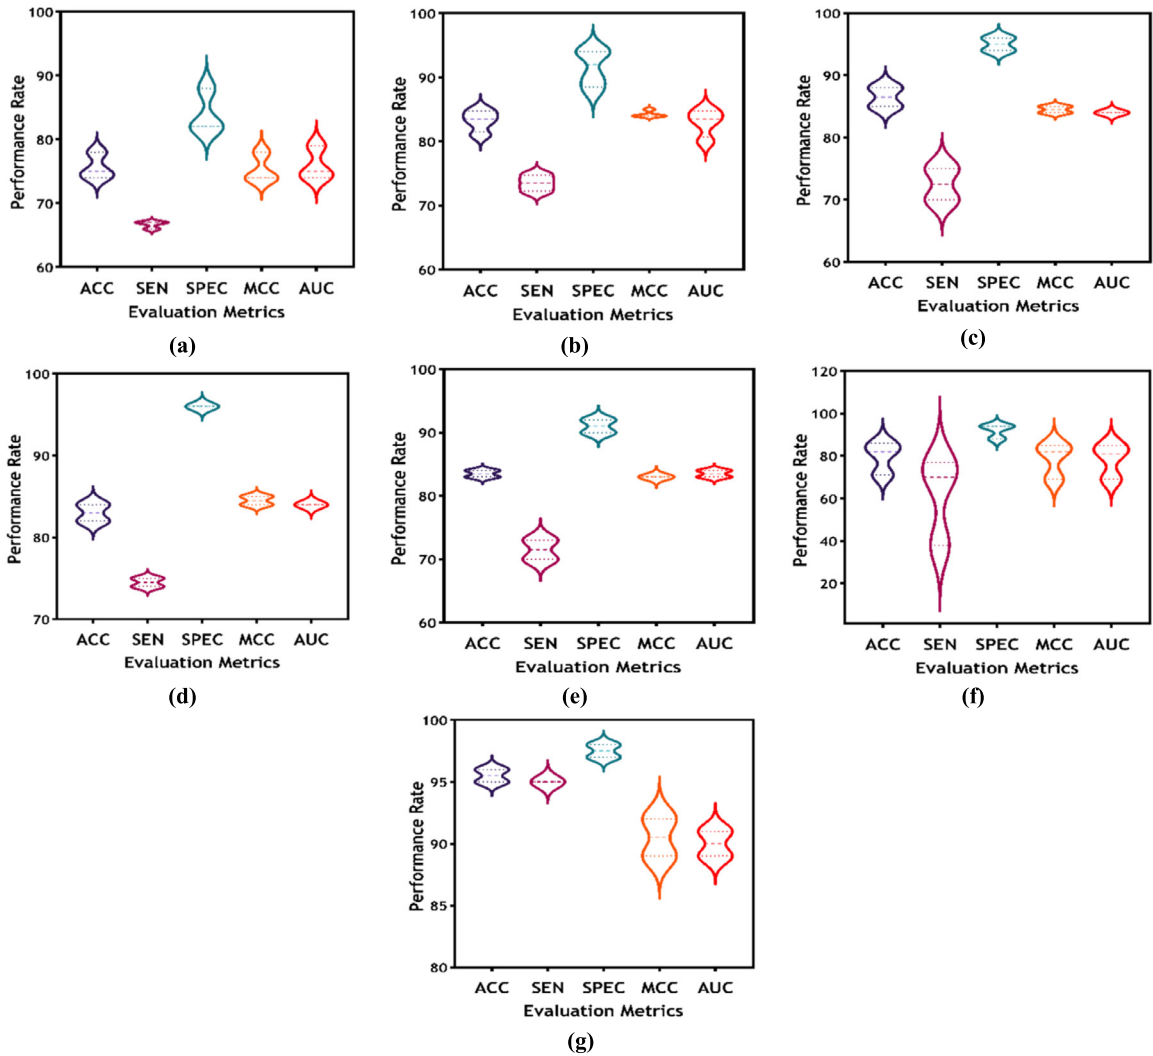 100
90
80
70
60
Performance Rate
ACC SEN SPEC MCC AUC
Evaluation Metrics
(a)
100
90
80
70
60
Performance Rate
ACC SEN SPEC MCC AUC
Evaluation Metrics
(b)
100
90
80
70
60
Performance Rate
ACC SEN SPEC MCC AUC
Evaluation Metrics
(c)
100
90
80
70
Performance Rate
ACC SEN SPEC MCC AUC
Evaluation Metrics
(d)
100
90
80
70
60
Performance Rate
ACC SEN SPEC MCC AUC
Evaluation Metrics
(e)
120
100
80
60
40
20
Performance Rate
ACC SEN SPEC MCC AUC
Evaluation Metrics
(f)
100
95
90
85
80
Performance Rate
ACC SEN SPEC MCC AUC
Evaluation Metrics
(g)